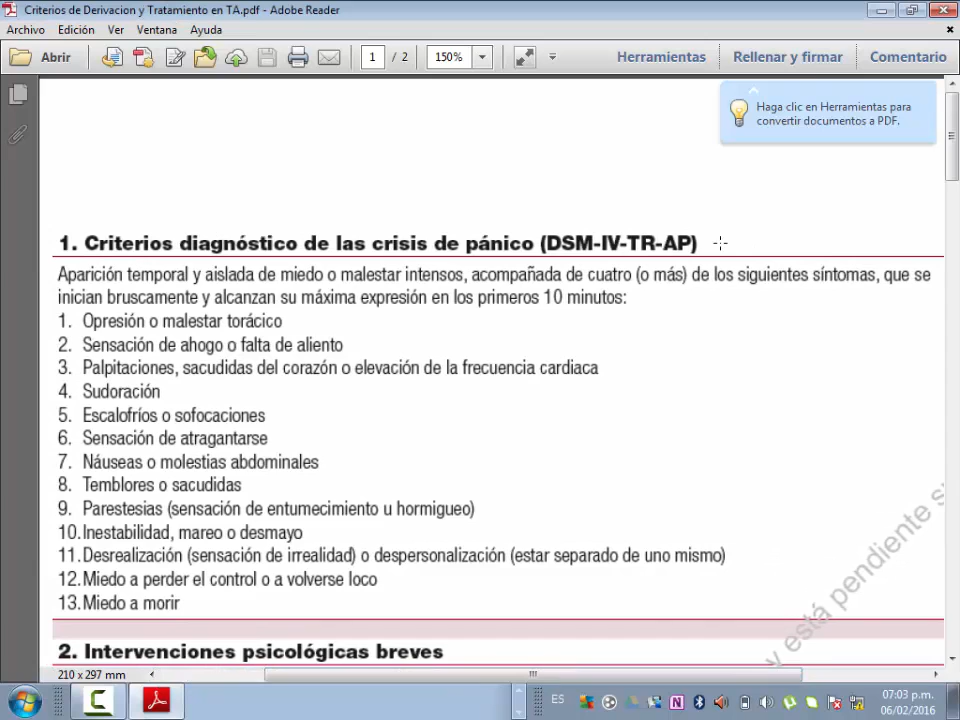 Criterios de Derivacion y Tratamiento en TA.pdf - Adobe Reader
Archivo Edición Ver Ventana Ayuda
Abrir 1 / 2 150% Herramientas Rellenar y firmar Comentario
Haga clic en Herramientas para
convertir documentos a PDF.
1. Criterios diagnóstico de las crisis de pánico (DSM-IV-TR-AP)
Aparición temporal y aislada de miedo o malestar intensos, acompañada de cuatro (o más) de los siguientes síntomas, que se
inician bruscamente y alcanzan su máxima expresión en los primeros 10 minutos:
1. Opresión o malestar torácico
2. Sensación de ahogo o falta de aliento
3. Palpitaciones, sacudidas del corazón o elevación de la frecuencia cardiaca
4. Sudoración
5. Escalofríos o sofocaciones
6. Sensación de atragantarse
7. Náuseas o molestias abdominales
8. Temblores o sacudidas
9. Parestesias (sensación de entumecimiento u hormigueo)
10. Inestabilidad, mareo o desmayo
11. Desrealización (sensación de irrealidad) o despersonalización (estar separado de uno mismo)
12. Miedo a perder el control o a volverse loco
13. Miedo a morir
y está pendiente s
2. Intervenciones psicológicas breves
210 x 297 mm
ES
07:03 p.m.
06/02/2016